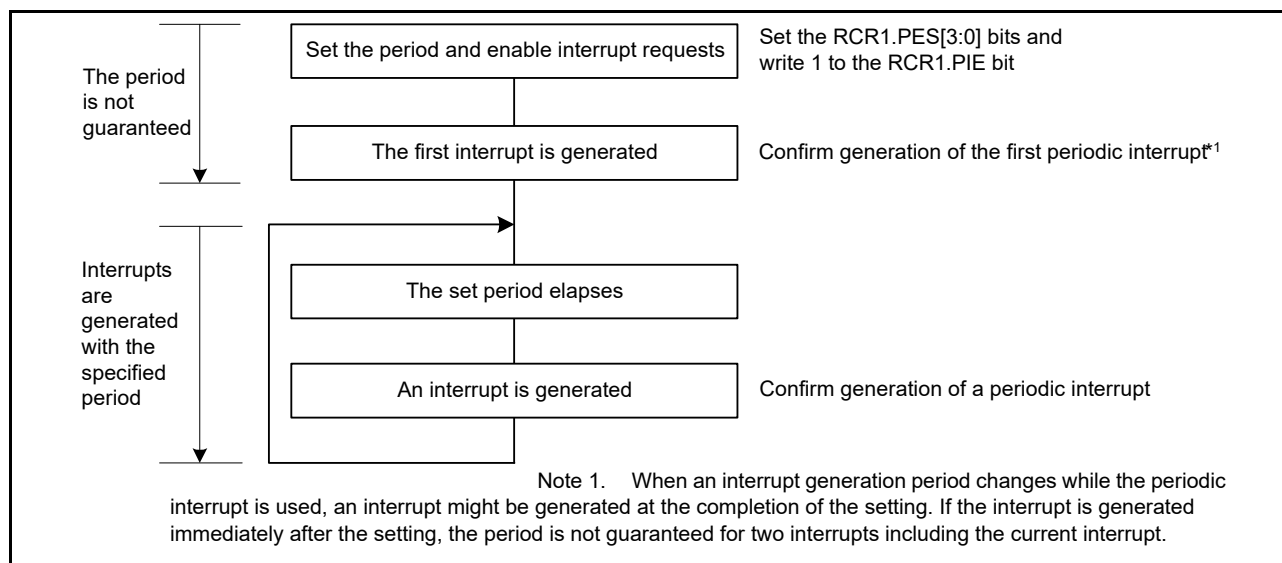 Set the period and enable interrupt requests
Set the RCR1.PES[3:0] bits and
write 1 to the RCR1.PIE bit
The period
is not
guaranteed
The first interrupt is generated
Confirm generation of the first periodic interrupt*1
Interrupts
are
generated
with the
specified
period
The set period elapses
An interrupt is generated
Confirm generation of a periodic interrupt
Note 1. When an interrupt generation period changes while the periodic
interrupt is used, an interrupt might be generated at the completion of the setting. If the interrupt is generated
immediately after the setting, the period is not guaranteed for two interrupts including the current interrupt.